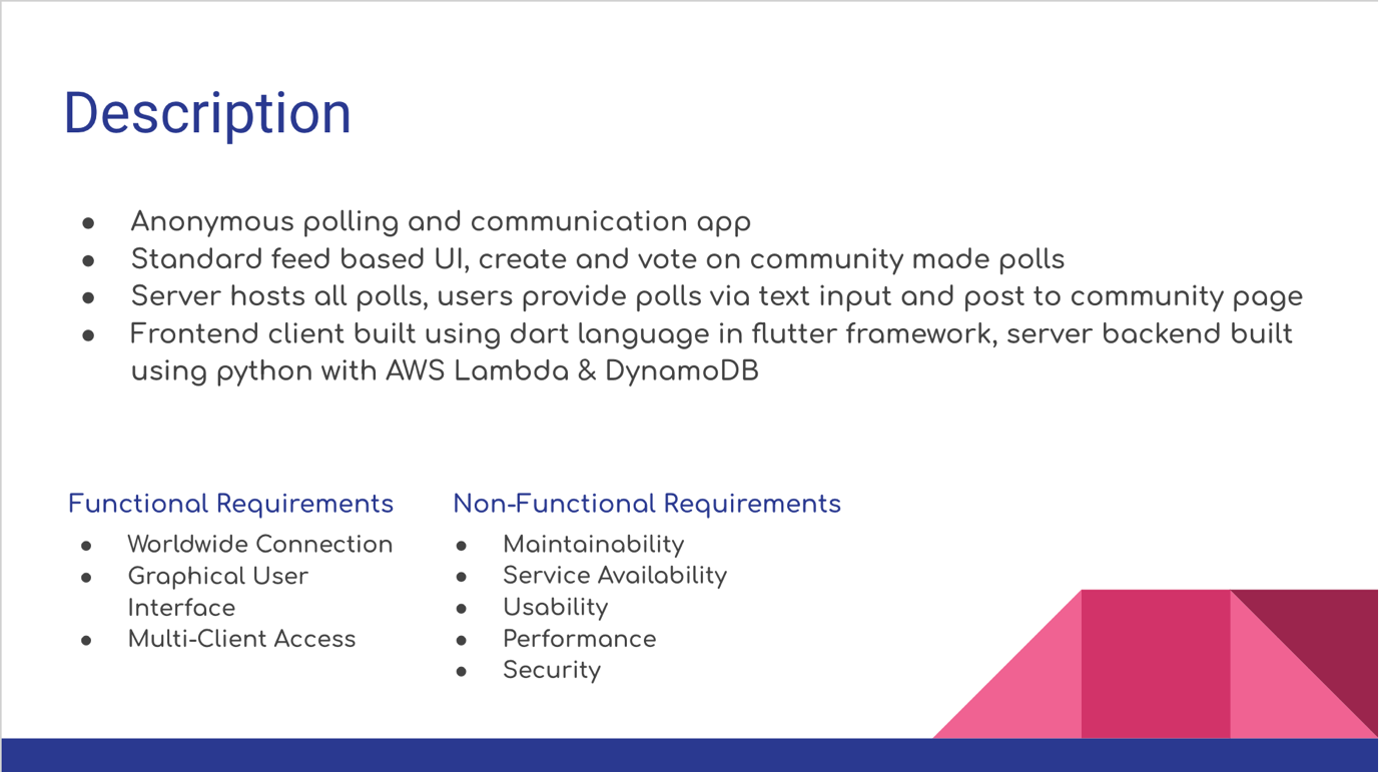 Description
● Anonymous polling and communication app
● Standard feed based UI, create and vote on community made polls
● Server hosts all polls, users provide polls via text input and post to community page
● Frontend client built using dart language in flutter framework, server backend built
using python with AWS Lambda & DynamoDB
Functional Requirements
● Worldwide Connection
● Graphical User
Interface
● Multi-Client Access
Non-Functional Requirements
● Maintainability
● Service Availability
● Usability
● Performance
● Security